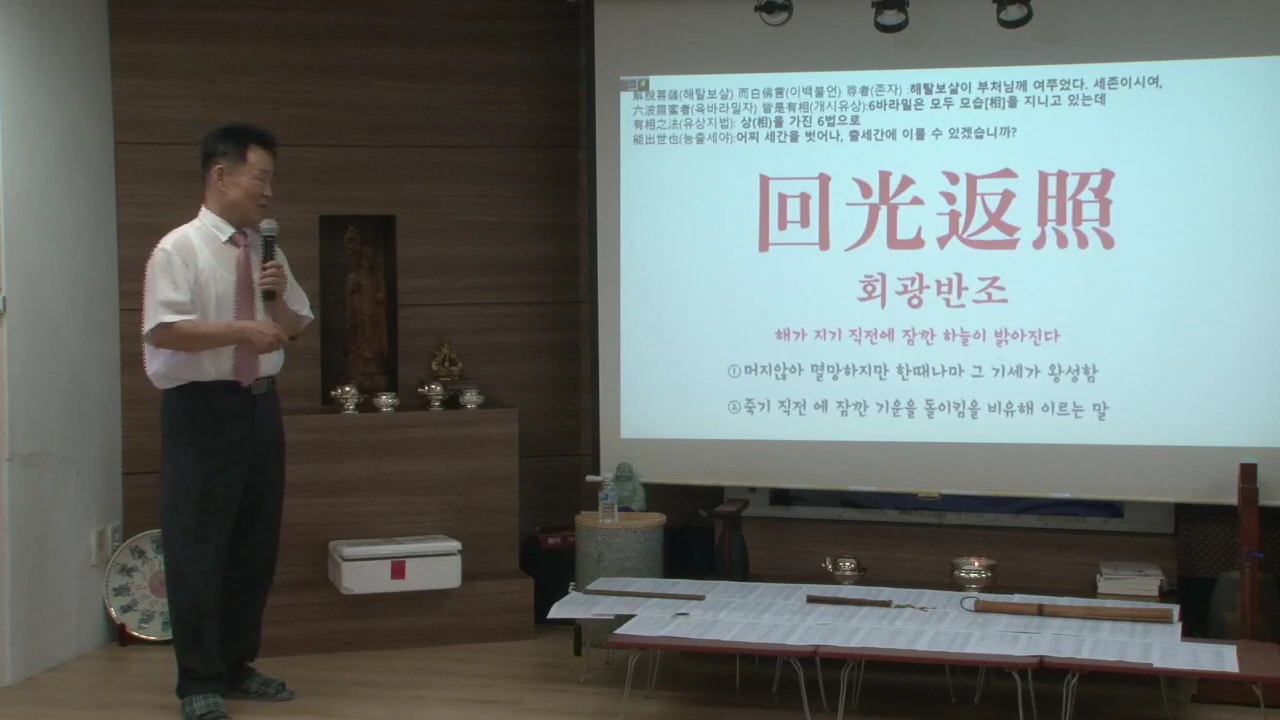 解脫菩薩(해탈보살) 而白佛言(이백불언) 尊者(존자) :해탈보살이 부처님께 여쭈었다. 세존이시여,
六波羅蜜者(육바라밀자) 皆是有相(개시유상):6바라밀은 모두 모습[相]을 지니고 있는데
有相之法(유상지법): 상(相)을 가진 6법으로
能出世也(능출세야):어찌 세간을 벗어나, 출세간에 이를 수 있겠습니까?
回光返照
회광반조
해가 지기 직전에 잠깐 하늘이 밝아진다
①머지않아 멸망하지만 한때나마 그 기세가 왕성함
②죽기 직전 에 잠깐 기운을 돌이킴을 비유해 이르는 말